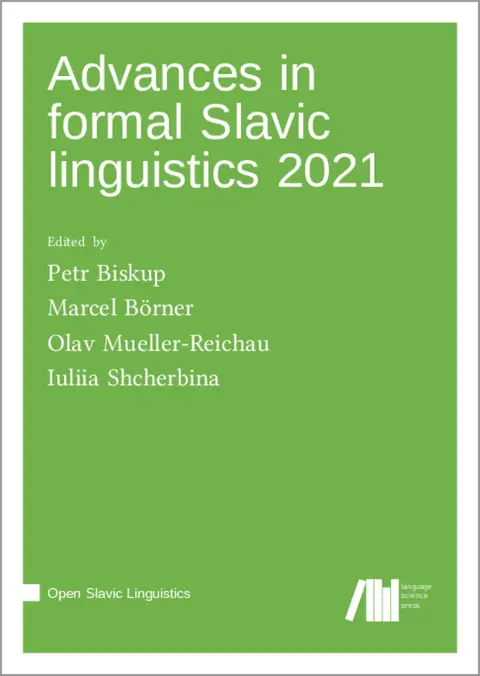 Advances in
formal Slavic
linguistics 2021
Edited by
Petr Biskup
Marcel Börner
Olav Mueller-Reichau
Iuliia Shcherbina
Open Slavic Linguistics
language
science
press